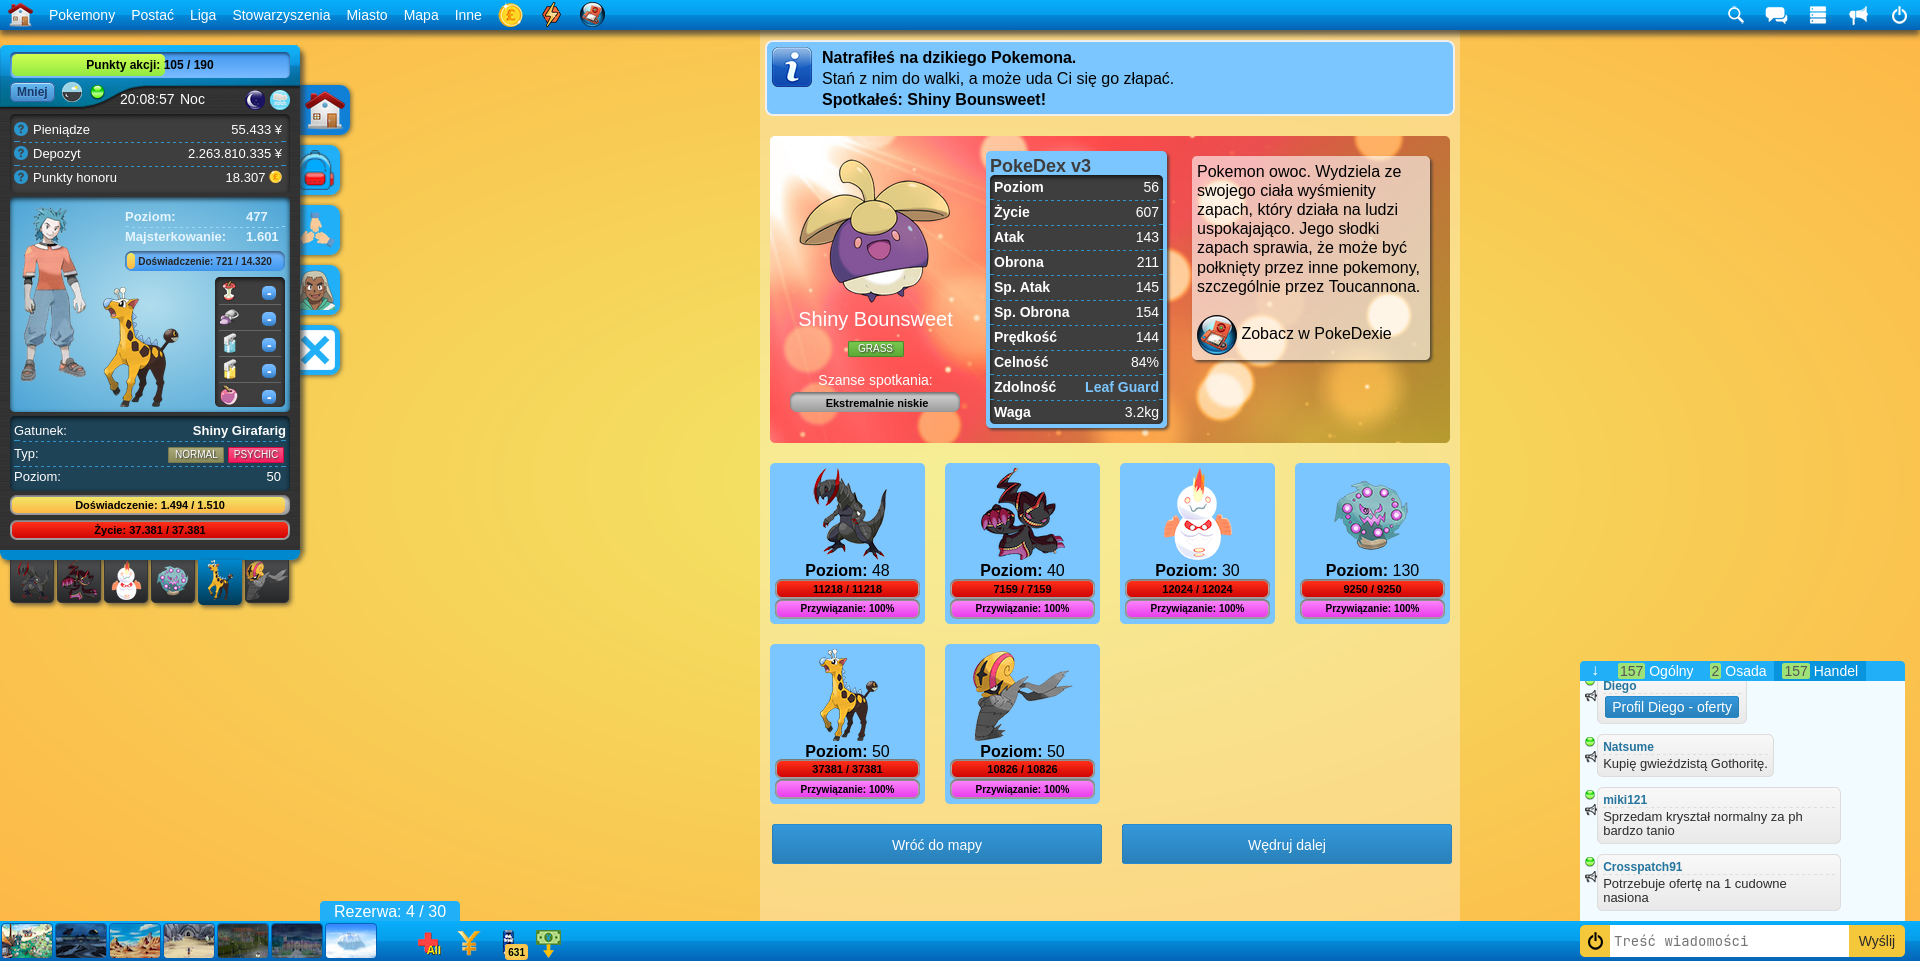 Pokemony Postać Liga Stowarzyszenia Miasto Mapa Inne
Punkty akcji: 105 / 190
Mniej 20:08:57 Noc
Pieniądze 55.433 ¥
Depozyt 2.263.810.335 ¥
Punkty honoru 18.307
Poziom: 477
Majsterkowanie: 1.601
Doświadczenie: 721 / 14.320
-
-
-
-
-
Gatunek: Shiny Girafarig
Typ: NORMAL PSYCHIC
Poziom: 50
Doświadczenie: 1.494 / 1.510
Życie: 37.381 / 37.381
Natrafiłeś na dzikiego Pokemona.
Stań z nim do walki, a może uda Ci się go złapać.
Spotkałeś: Shiny Bounsweet!
Shiny Bounsweet
GRASS
Szanse spotkania:
Ekstremalnie niskie
PokeDex v3
Poziom 56
Życie 607
Atak 143
Obrona 211
Sp. Atak 145
Sp. Obrona 154
Prędkość 144
Celność 84%
Zdolność Leaf Guard
Waga 3.2kg
Pokemon owoc. Wydziela ze
swojego ciała wyśmienity
zapach, który działa na ludzi
uspokajająco. Jego słodki
zapach sprawia, że może być
połknięty przez inne pokemony,
szczególnie przez Toucannona.
Zobacz w PokeDexie
Poziom: 48
11218 / 11218
Przywiązanie: 100%
Poziom: 40
7159 / 7159
Przywiązanie: 100%
Poziom: 30
12024 / 12024
Przywiązanie: 100%
Poziom: 130
9250 / 9250
Przywiązanie: 100%
Poziom: 50
37381 / 37381
Przywiązanie: 100%
Poziom: 50
10826 / 10826
Przywiązanie: 100%
Wróć do mapy
Wędruj dalej
↓ 157 Ogólny 2 Osada 157 Handel
Diego
Profil Diego - oferty
Natsume
Kupię gwieździstą Gothoritę.
miki121
Sprzedam kryształ normalny za ph
bardzo tanio
Crosspatch91
Potrzebuje ofertę na 1 cudowne
nasiona
Treść wiadomości Wyślij
Rezerwa: 4 / 30
All
631